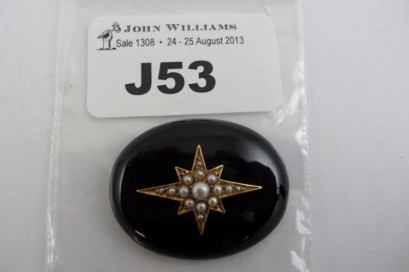 JOHN WILLIAMS
Sale 1308 • 24 - 25 August 2013
J53